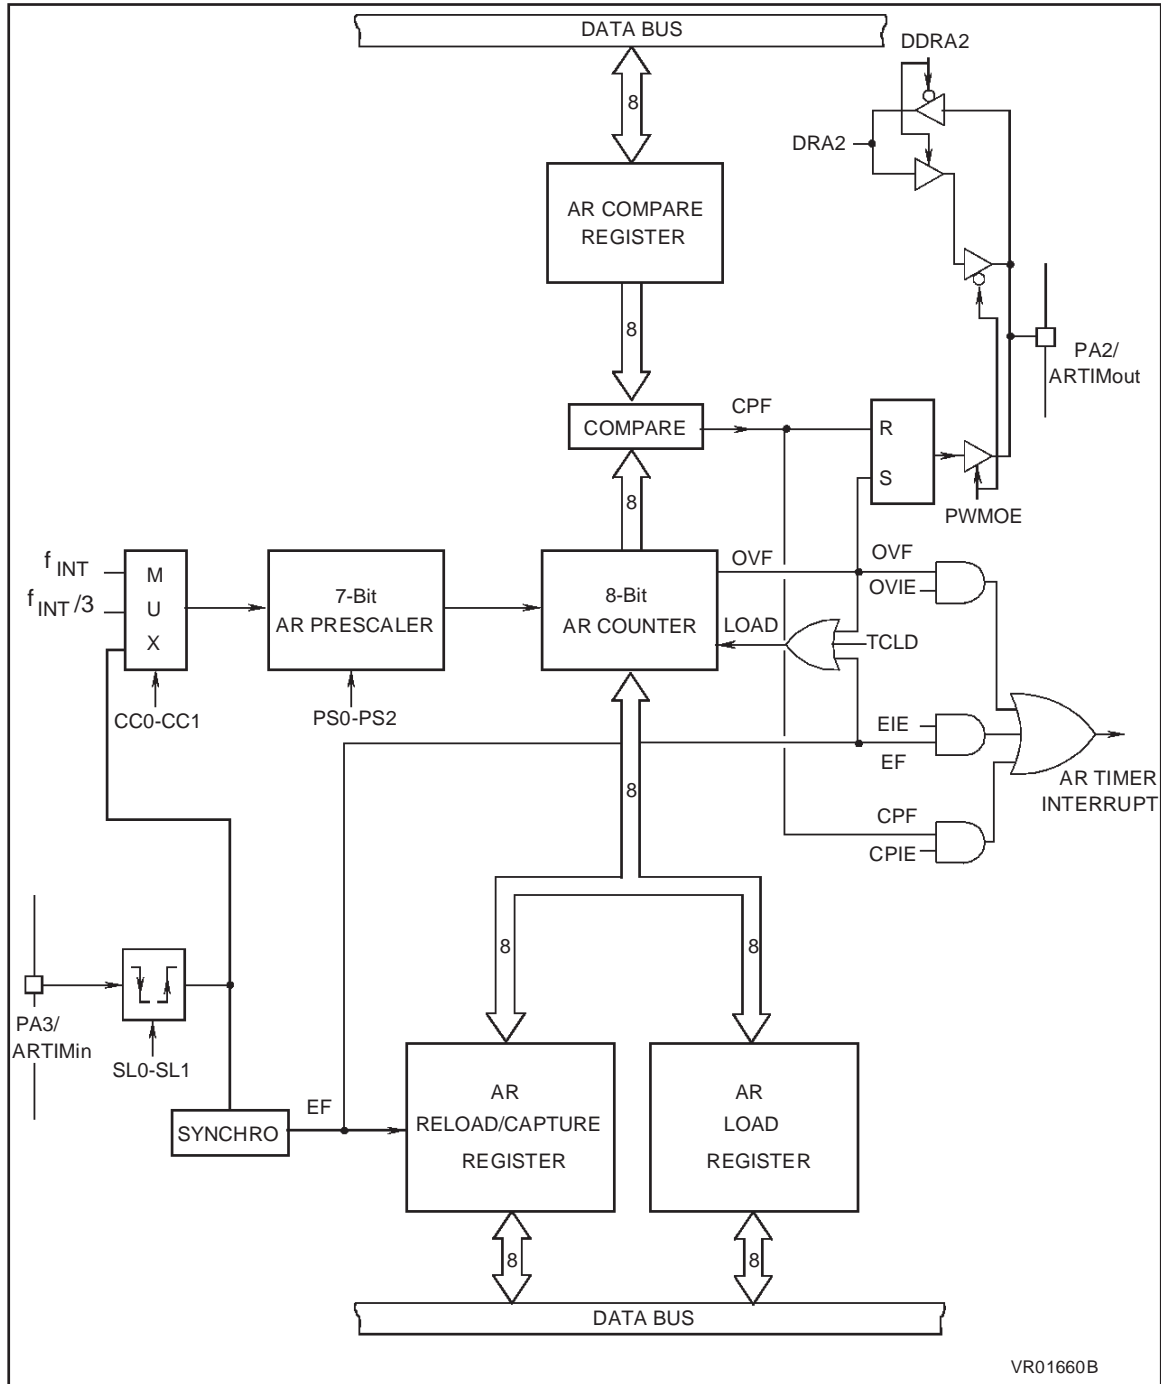 DATA BUS
DDRA2
8
DRA2
AR COMPARE
REGISTER
8
PA2/
ARTIMout
CPF
COMPARE
R
S
8
PWMOE
fINT
fINT/3
M
U
X
7-Bit
AR PRESCALER
8-Bit
AR COUNTER
OVF
OVF
OVIE
LOAD
TCLD
CC0-CC1
PS0-PS2
EIE
EF
AR TIMER
INTERRUPT
8
CPF
CPIE
8
8
PA3/
ARTIMin
SL0-SL1
EF
SYNCHRO
AR
RELOAD/CAPTURE
REGISTER
AR
LOAD
REGISTER
8
8
DATA BUS
VR01660B